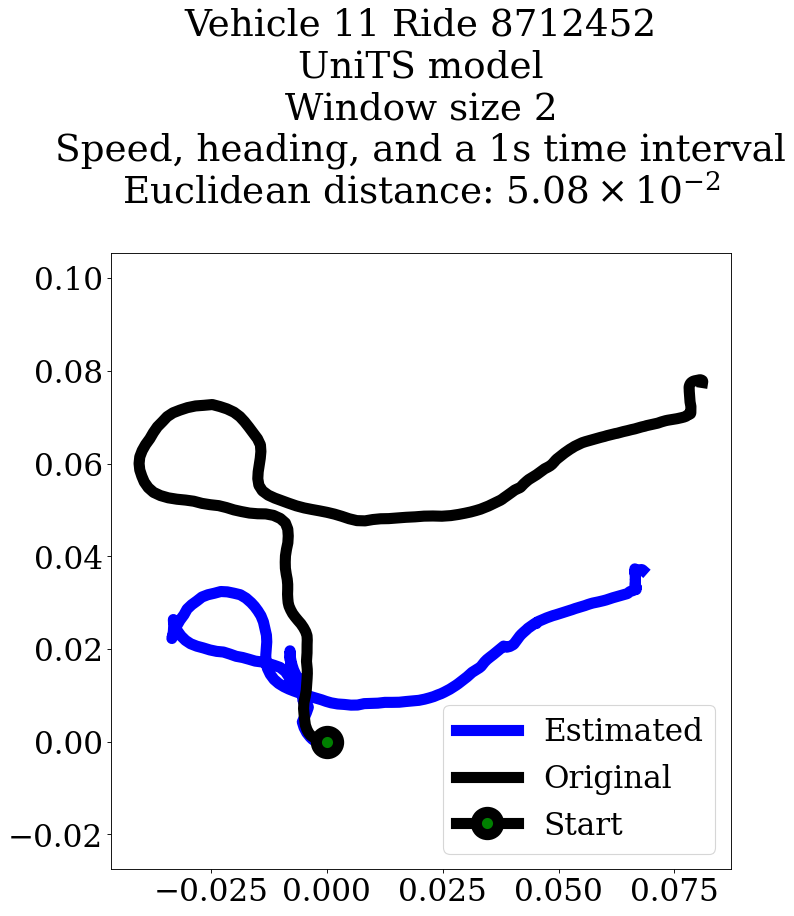 Vehicle 11 Ride 8712452
UniTS model
Window size 2
Speed, heading, and a 1s time interval
Euclidean distance: 5.08 × 10⁻²
0.10
0.08
0.06
0.04
0.02
0.00
−0.02
Estimated
Original
Start
−0.025 0.000 0.025 0.050 0.075